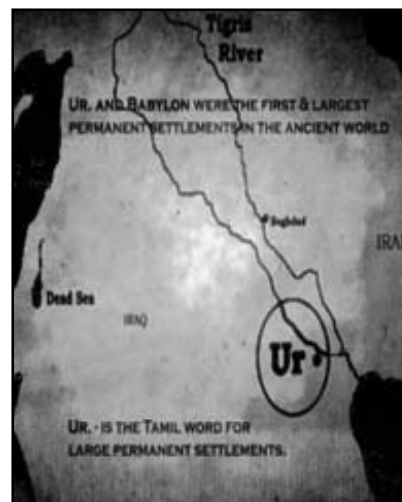 Tigris
River
UR. AND BABYLON WERE THE FIRST & LARGEST
PERMANENT SETTLEMENTS IN THE ANCIENT WORLD
Baghdad
IRAN
Dead Sea
IRAQ
Ur
UR. - IS THE TAMIL WORD FOR
LARGE PERMANENT SETTLEMENTS.